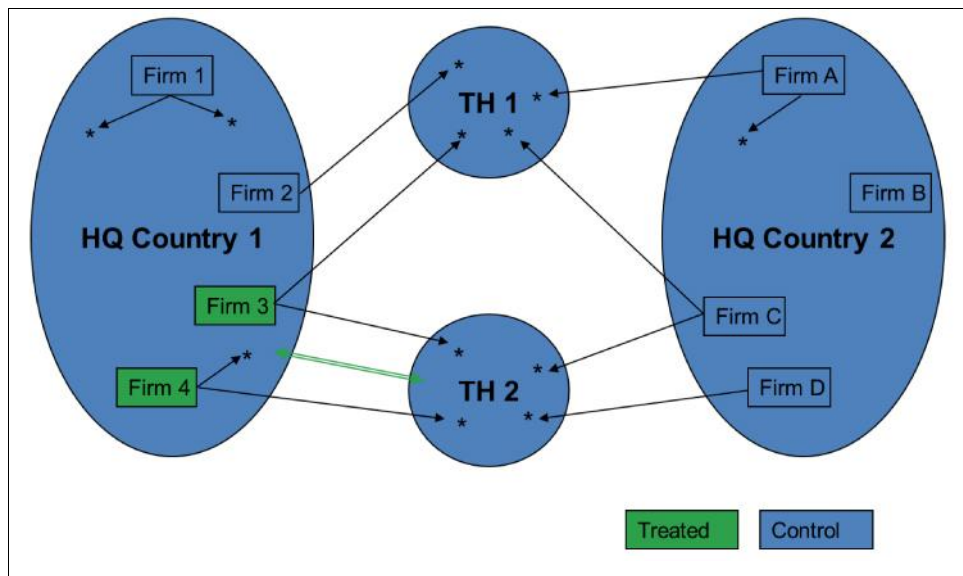 Firm 1
*
*
Firm 2
HQ Country 1
Firm 3
*
Firm 4
*
TH 1
*
*
*
*
*
TH 2
*
*
Firm A
*
Firm B
HQ Country 2
Firm C
Firm D
Treated
Control